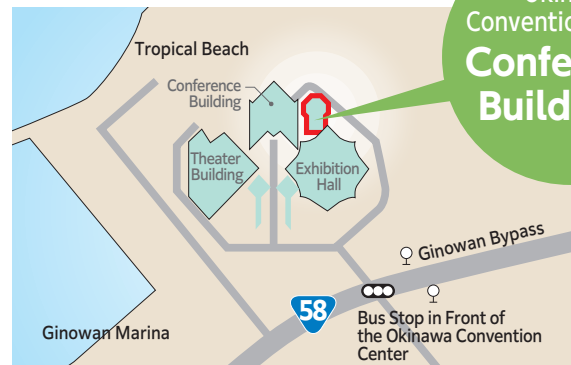 Conventio
Confe
Build
Tropical Beach
Conference
Building
Theater
Building
Exhibition
Hall
Ginowan Bypass
58
Bus Stop in Front of
the Okinawa Convention
Center
Ginowan Marina